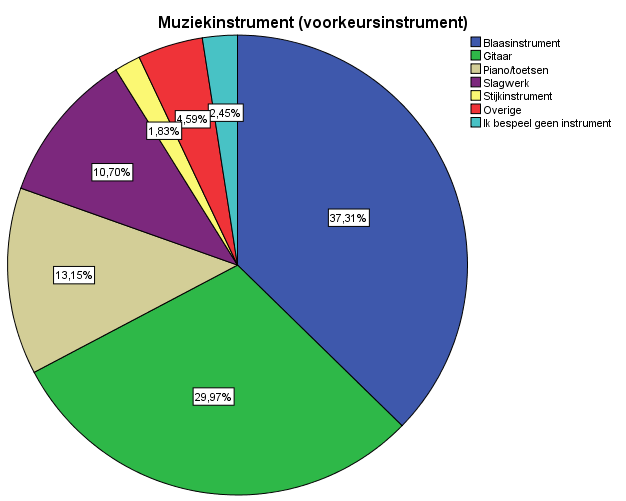 Muziekinstrument (voorkeursinstrument)
Blaasinstrument
Gitaar
Piano/toetsen
Slagwerk
Stijkinstrument
Overige
Ik bespeel geen instrument
2,45%
4,59%
1,83%
10,70%
37,31%
13,15%
29,97%